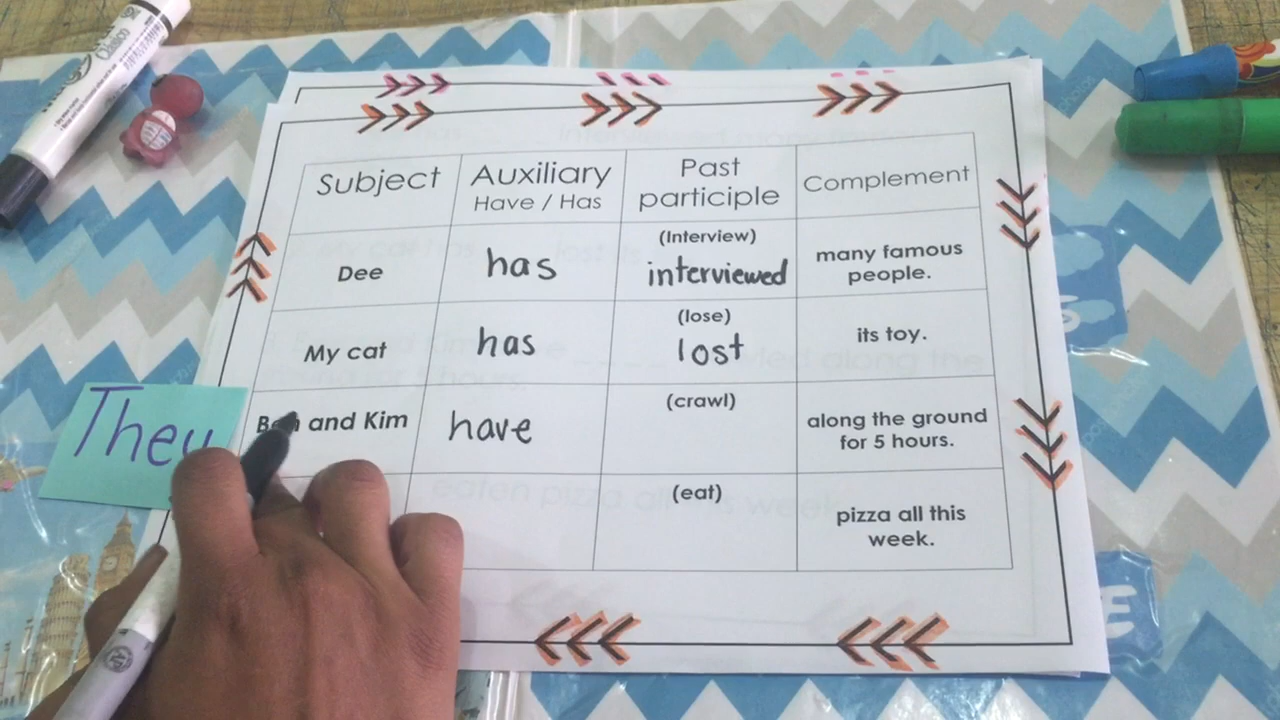 Subject
Auxiliary
Have / Has
Past
participle
Complement
Dee
has
(Interview)
interviewed
many famous
people.
My cat
has
(lose)
lost
its toy.
and Kim
have
(crawl)
along the ground
for 5 hours.
(eat)
pizza all this
week.
They